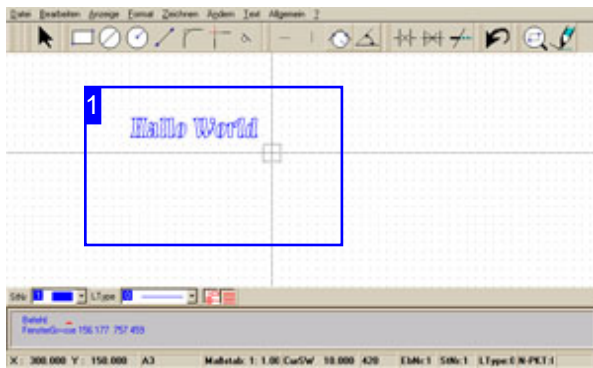 Datei Bearbeiten Anzeige Format Zeichnen Ändern Text Allgemein ?
1
Hallo World
StNr 1 LType 0
Befehl
156 177 757 459
X: 300.000 Y: 150.000 A3 Maßstab: 1: 1.00 CurSW 10.000 420 EbNr:1 StNr:1 LType:0 N-PKT: